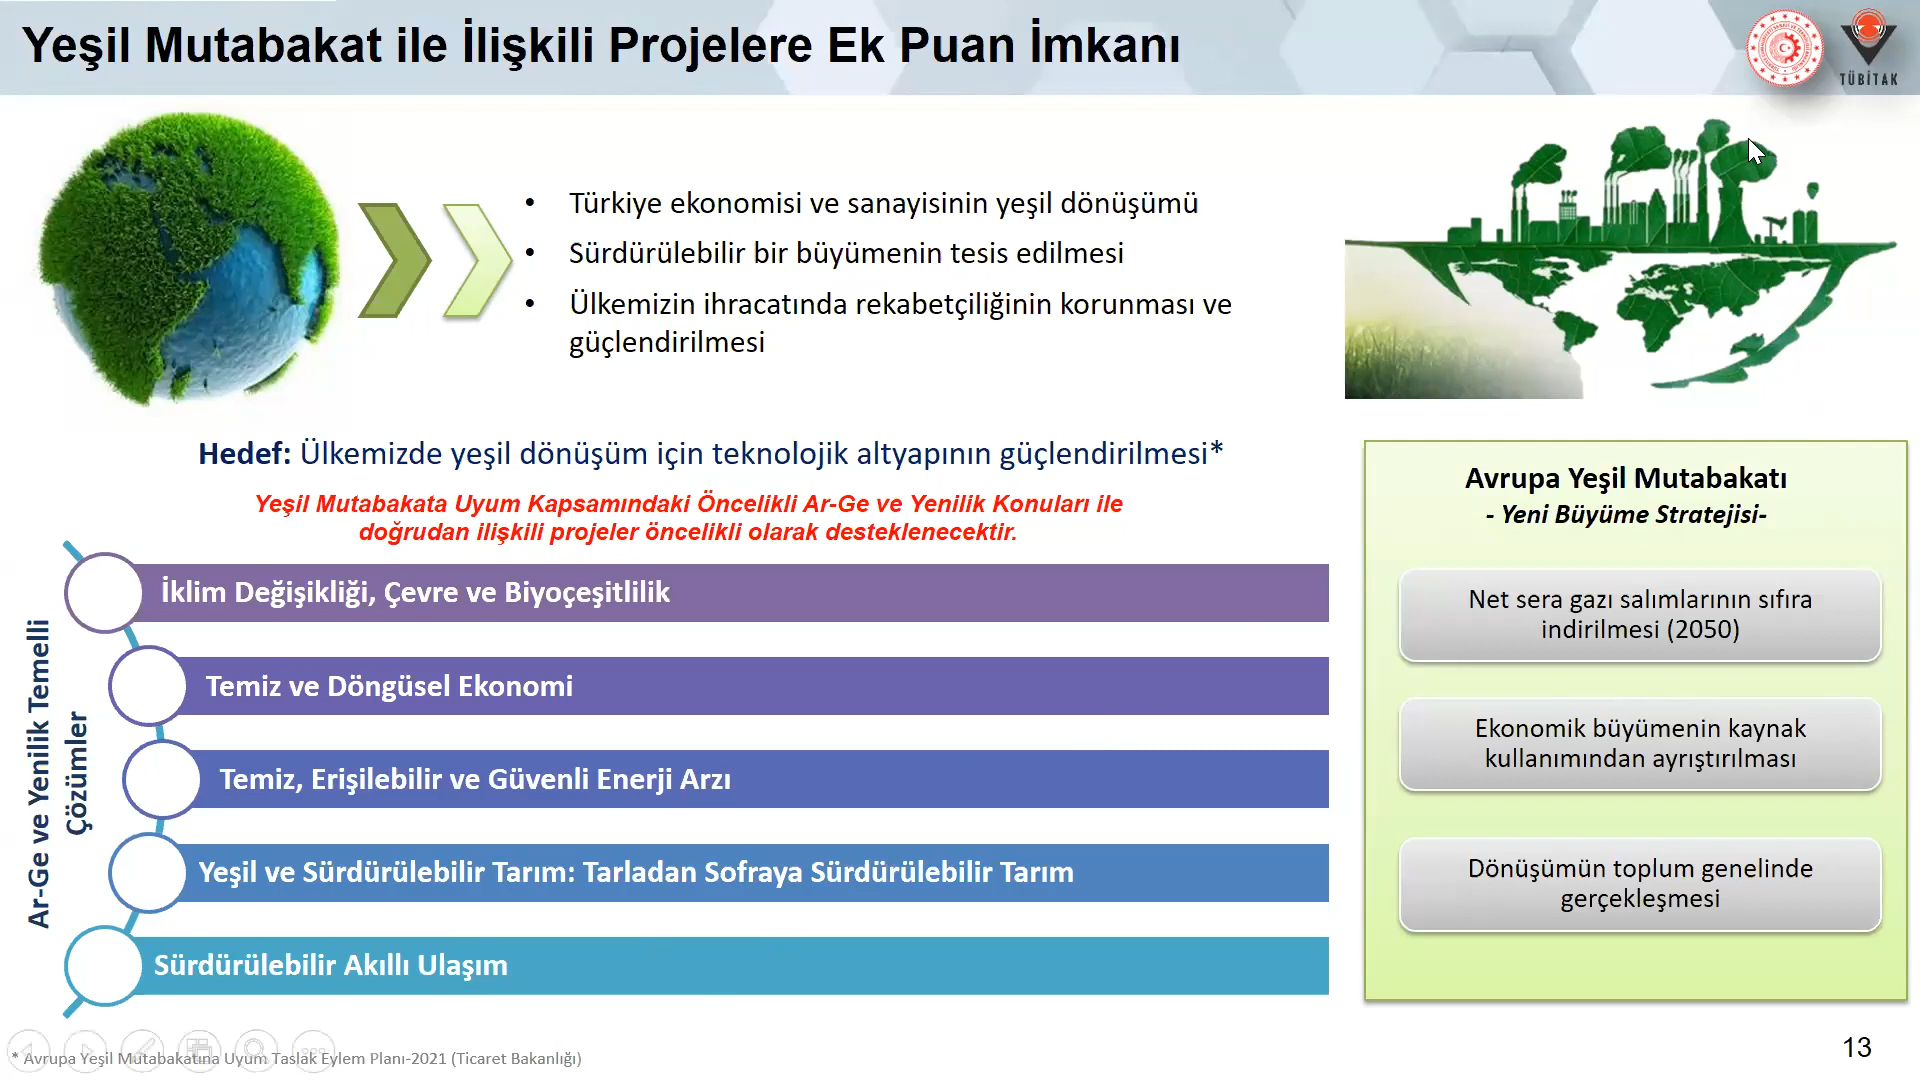 Yeşil Mutabakat ile İlişkili Projelere Ek Puan İmkanı
TÜBİTAK
• Türkiye ekonomisi ve sanayisinin yeşil dönüşümü
• Sürdürülebilir bir büyümenin tesis edilmesi
• Ülkemizin ihracatında rekabetçiliğinin korunması ve
güçlendirilmesi
Hedef: Ülkemizde yeşil dönüşüm için teknolojik altyapının güçlendirilmesi*
Yeşil Mutabakata Uyum Kapsamındaki Öncelikli Ar-Ge ve Yenilik Konuları ile
doğrudan ilişkili projeler öncelikli olarak desteklenecektir.
Ar-Ge ve Yenilik Temelli
Çözümler
İklim Değişikliği, Çevre ve Biyoçeşitlilik
Temiz ve Döngüsel Ekonomi
Temiz, Erişilebilir ve Güvenli Enerji Arzı
Yeşil ve Sürdürülebilir Tarım: Tarladan Sofraya Sürdürülebilir Tarım
Sürdürülebilir Akıllı Ulaşım
Avrupa Yeşil Mutabakatı
- Yeni Büyüme Stratejisi-
Net sera gazı salımlarının sıfıra
indirilmesi (2050)
Ekonomik büyümenin kaynak
kullanımından ayrıştırılması
Dönüşümün toplum genelinde
gerçekleşmesi
* Avrupa Yeşil Mutabakatına Uyum Taslak Eylem Planı-2021 (Ticaret Bakanlığı)
13